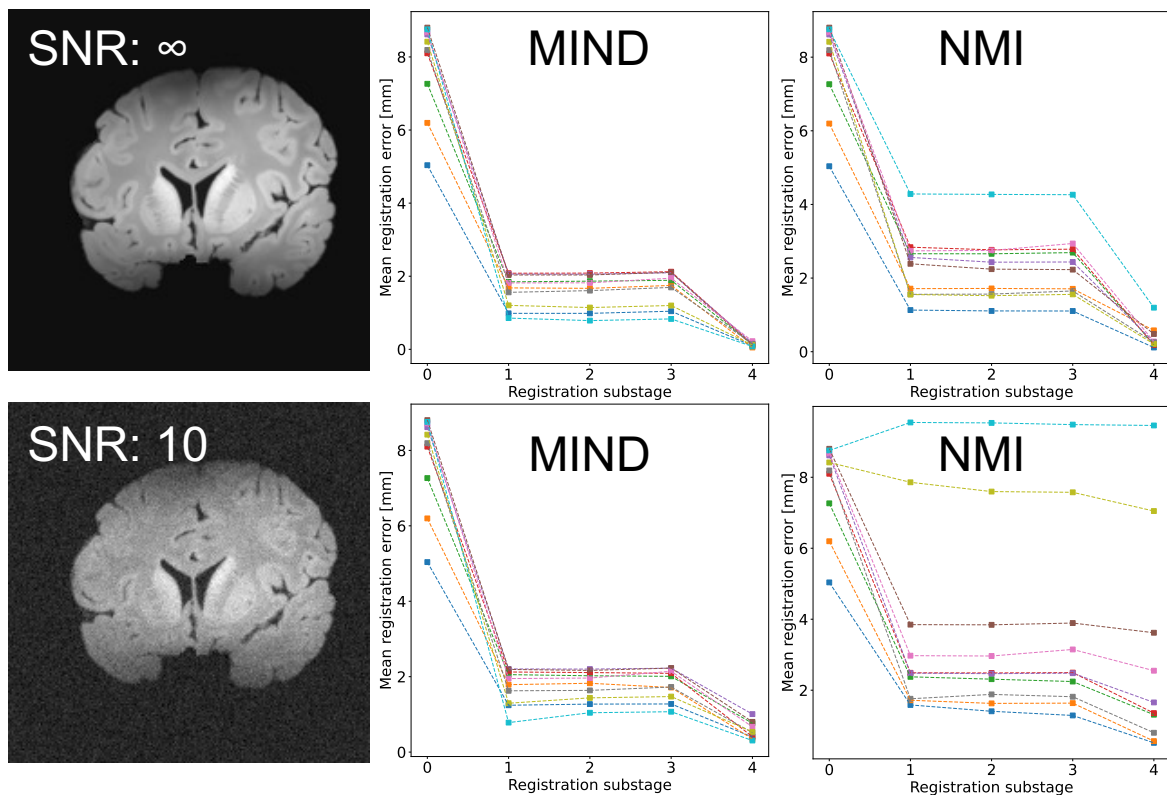 SNR: ∞
MIND
Mean registration error [mm]
8
6
4
2
0
0 1 2 3 4
Registration substage
NMI
Mean registration error [mm]
8
6
4
2
0
0 1 2 3 4
Registration substage
SNR: 10
MIND
Mean registration error [mm]
8
6
4
2
0
0 1 2 3 4
Registration substage
NMI
Mean registration error [mm]
8
6
4
2
0 1 2 3 4
Registration substage